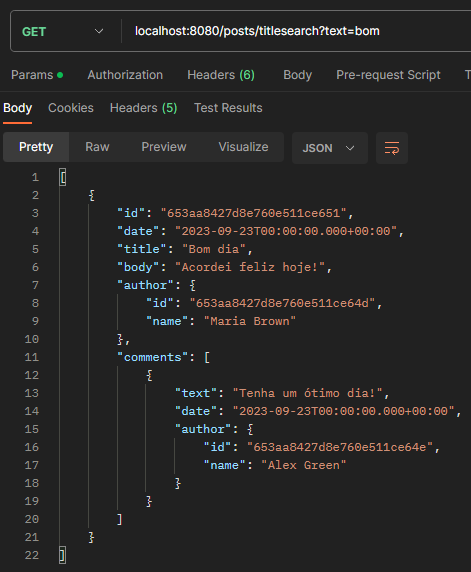 GET localhost:8080/posts/titlesearch?text=bom
Params Authorization Headers (6) Body Pre-request Script
Body Cookies Headers (5) Test Results
Pretty Raw Preview Visualize JSON
1 [
2 {
3 "id": "653aa8427d8e760e511ce651",
4 "date": "2023-09-23T00:00:00.000+00:00",
5 "title": "Bom dia",
6 "body": "Acordei feliz hoje!",
7 "author": {
8 "id": "653aa8427d8e760e511ce64d",
9 "name": "Maria Brown"
10 },
11 "comments": [
12 {
13 "text": "Tenha um ótimo dia!",
14 "date": "2023-09-23T00:00:00.000+00:00",
15 "author": {
16 "id": "653aa8427d8e760e511ce64e",
17 "name": "Alex Green"
18 }
19 }
20 ]
21 }
22 ]